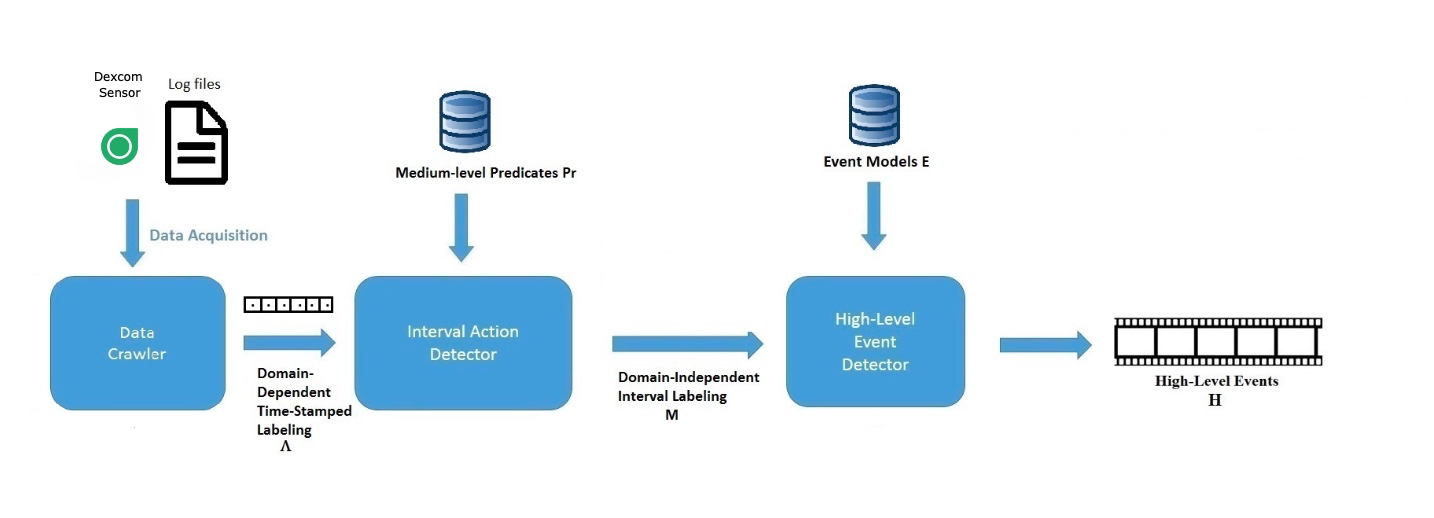 Dexcom
Sensor
Log files
Medium-level Predicates Pr
Event Models E
Data Acquisition
Data
Crawler
Domain-
Dependent
Time-Stamped
Labeling
Λ
Interval Action
Detector
Domain-Independent
Interval Labeling
M
High-Level
Event
Detector
High-Level Events
H